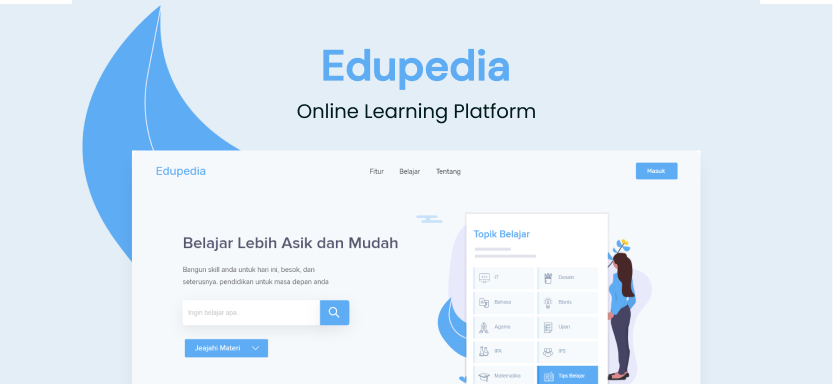 Edupedia
Online Learning Platform
Edupedia
Fitur
Belajar
Tentang
Masuk
Belajar Lebih Asik dan Mudah
Bangun skill anda untuk hari ini, besok, dan
seterusnya. pendidikan untuk masa depan anda
Ingin belajar apa
Jeajahi Materi
Topik Belajar
IT
Desain
Bahasa
Bisnis
Agama
Ujian
IPA
IPS
Matematika
Tips Belajar